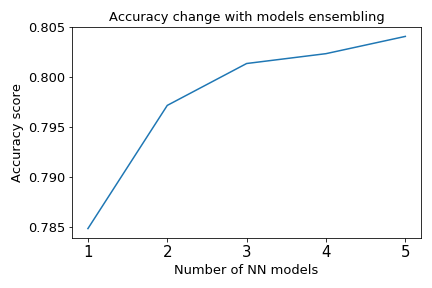 Accuracy change with models ensembling
0.805
0.800
0.795
0.790
0.785
Accuracy score
1 2 3 4 5
Number of NN models